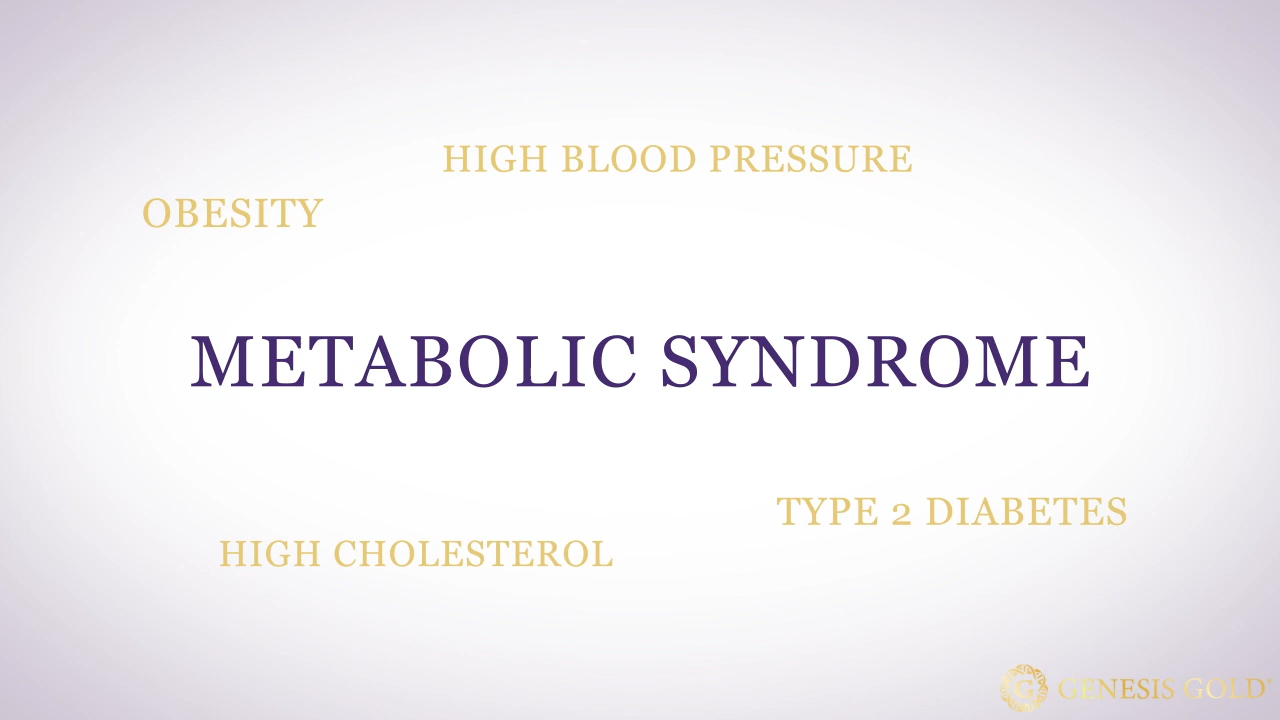 HIGH BLOOD PRESSURE
OBESITY
METABOLIC SYNDROME
TYPE 2 DIABETES
HIGH CHOLESTEROL
G GENESIS GOLD®